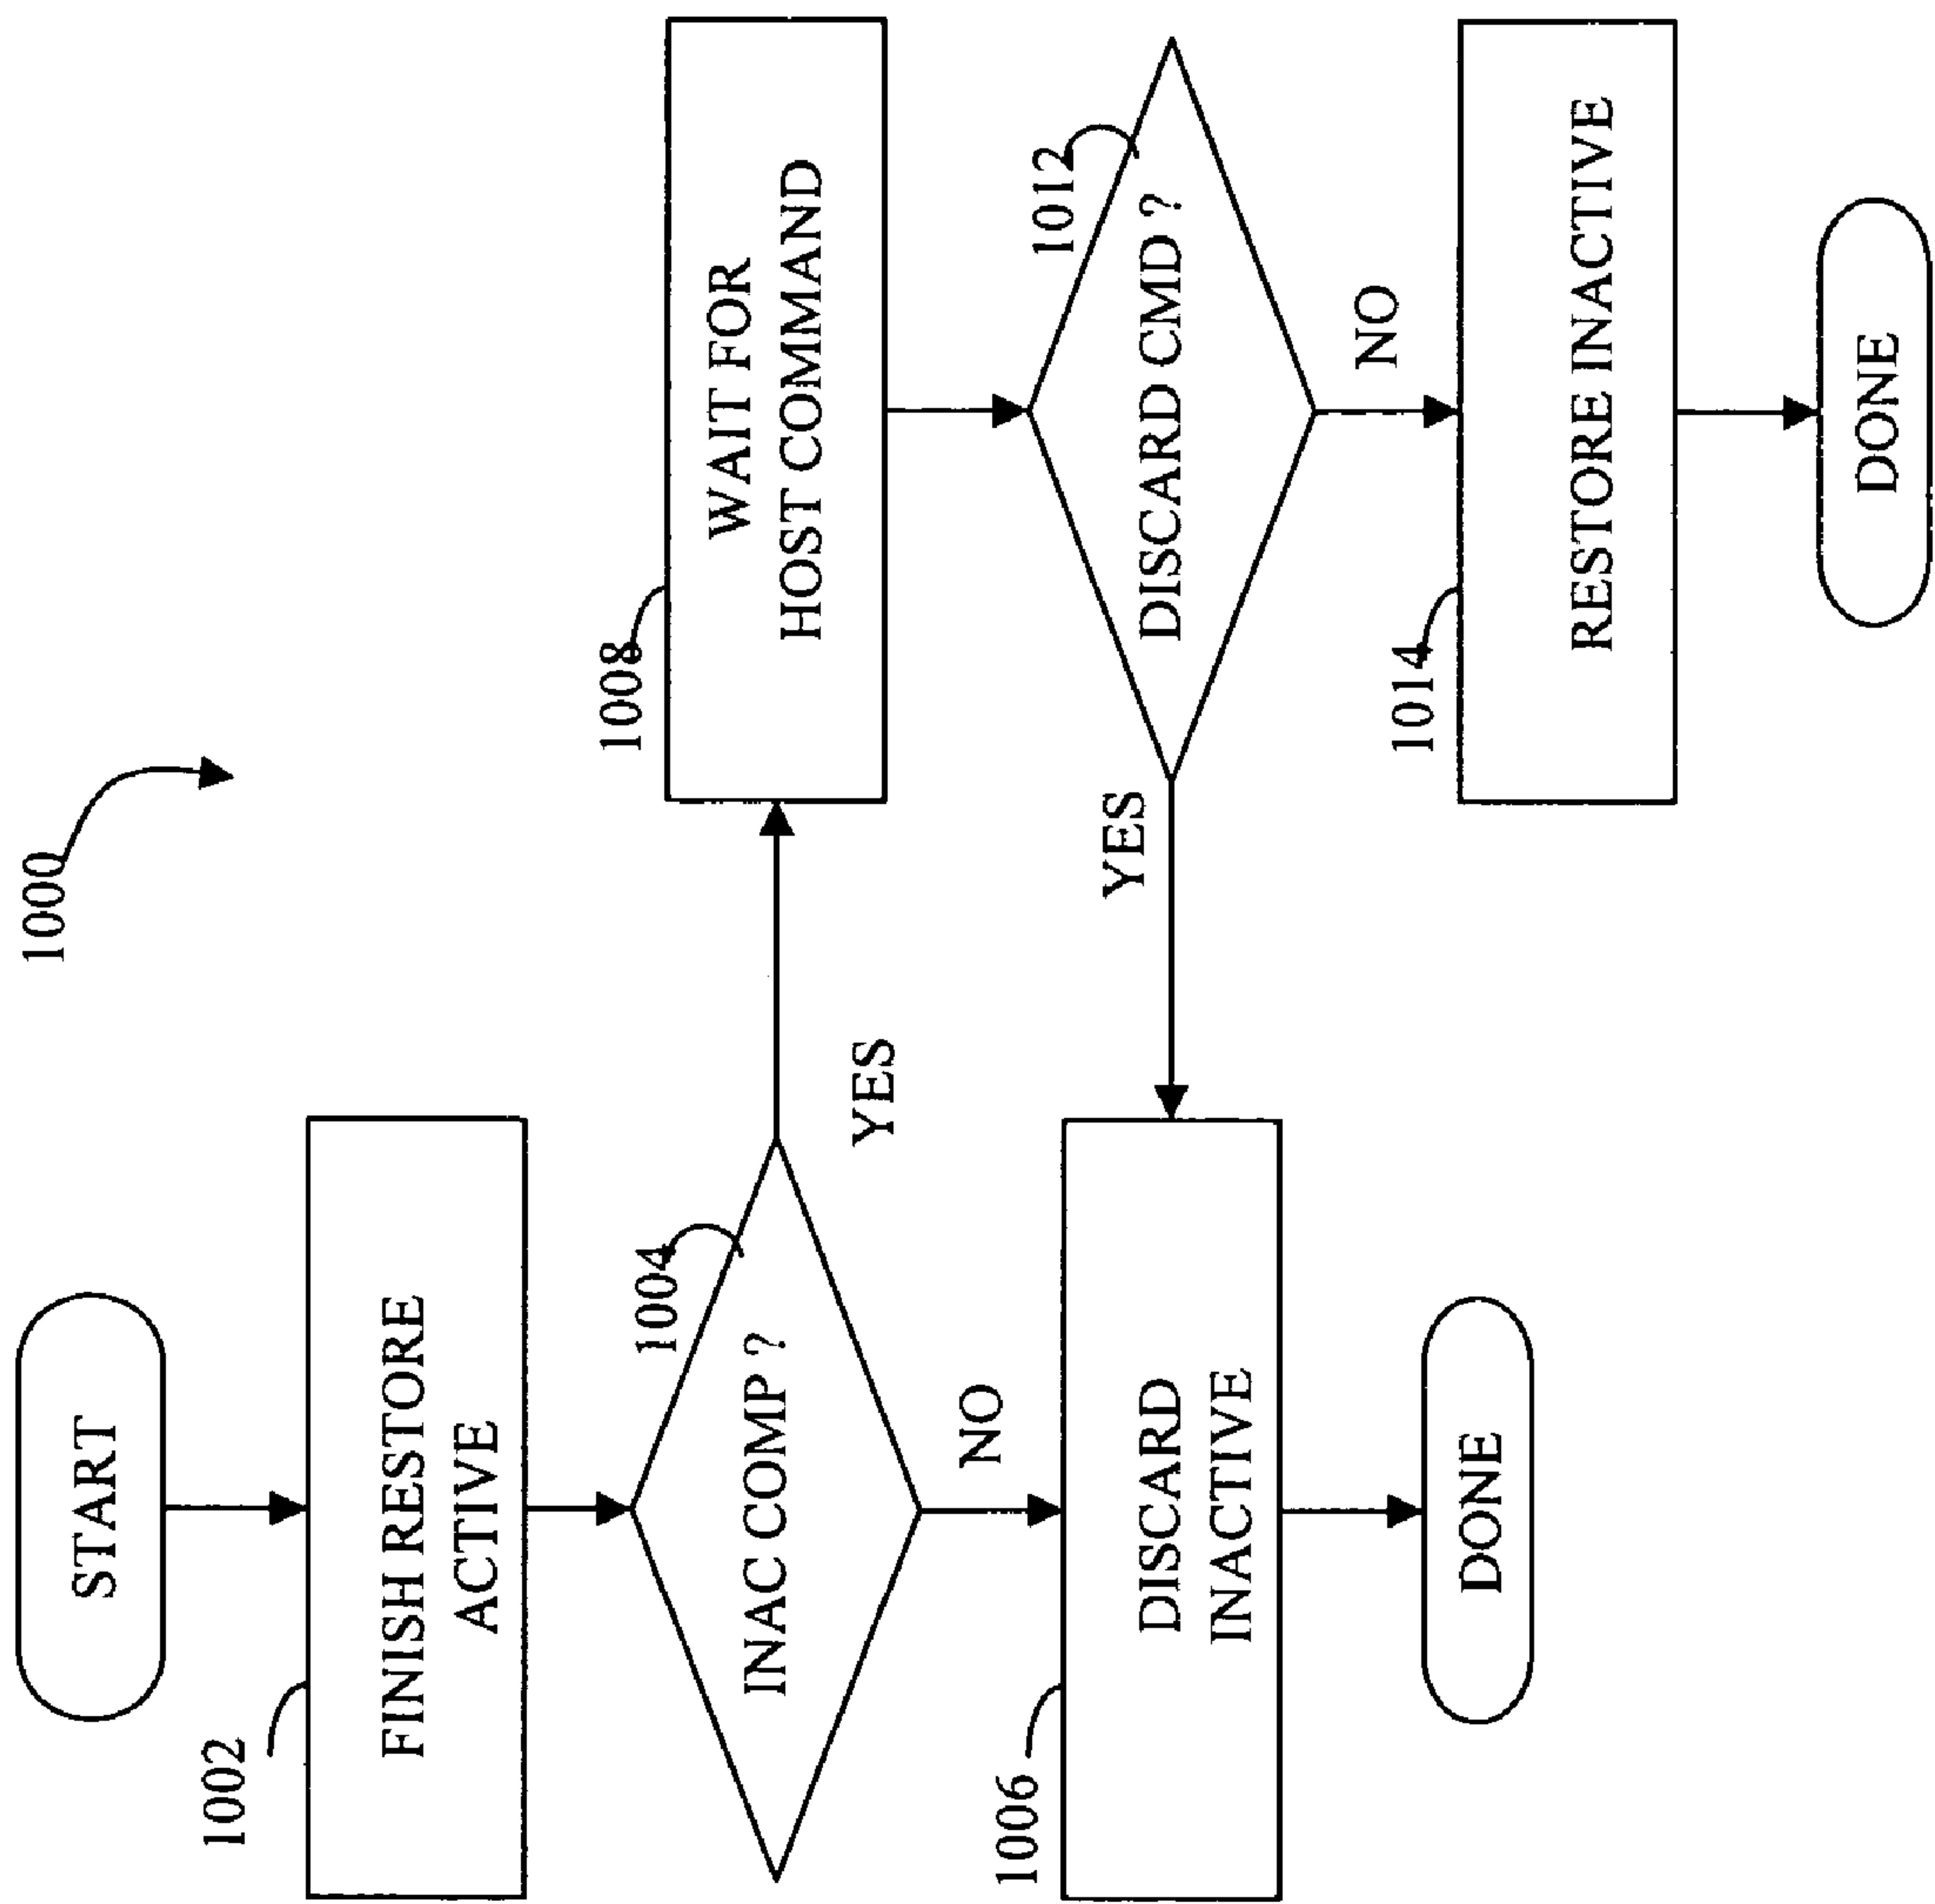 1000
START
1002
FINISH RESTORE
ACTIVE
1004
INAC COMP ?
YES
NO
1006
DISCARD
INACTIVE
DONE
1008
WAIT FOR
HOST COMMAND
1012
DISCARD CMD ?
YES
NO
1014
RESTORE INACTIVE
DONE